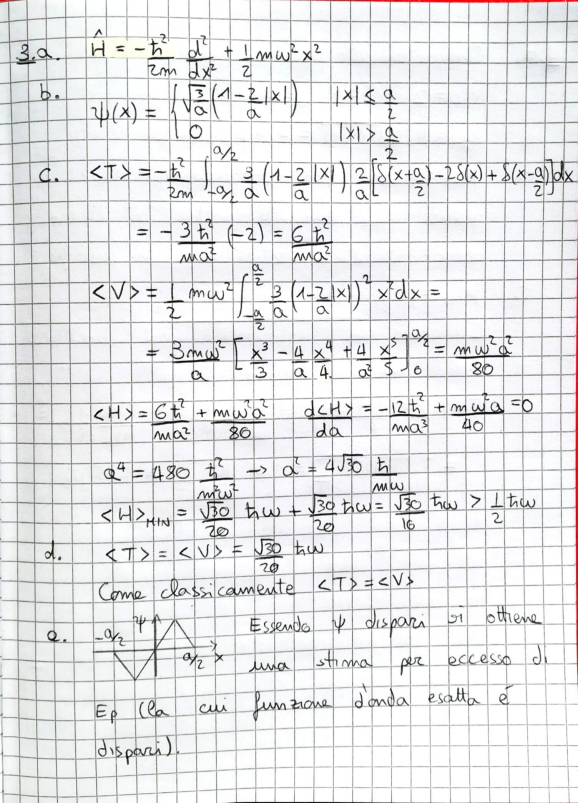 3.a. Ĥ = -ħ²/2m d²/dx² + 1/2 mω²x²
b. ψ(x) = { √(3/a) (1 - 2/a |x|) |x| ≤ a/2
0 |x| > a/2
c. <T> = -ħ²/2m ∫_{-a/2}^{a/2} 3/a (1 - 2/a |x|) 2/a [δ(x+a/2) - 2δ(x) + δ(x-a/2)] dx
= - 3ħ²/ma² (-2) = 6ħ²/ma²
<V> = 1/2 mω² ∫_{-a/2}^{a/2} 3/a (1 - 2/a |x|)² x² dx =
= 3mω²/a [x³/3 - 4/a x⁴/4 + 4/a² x⁵/5]_0^{a/2} = mω²a²/80
<H> = 6ħ²/ma² + mω²a²/80 d<H>/da = -12ħ²/ma³ + mω²a/40 = 0
a⁴ = 480 ħ²/m²ω² → a² = 4√30 ħ/mω
<H>_MIN = √30/20 ħω + √30/20 ħω = √30/10 ħω > 1/2 ħω
d. <T> = <V> = √30/20 ħω
Come classicamente <T> = <V>
e. -a/2 ψ a/2 x Essendo ψ dispari si ottiene
una stima per eccesso di
E₁ (la cui funzione d'onda esatta é
dispari).